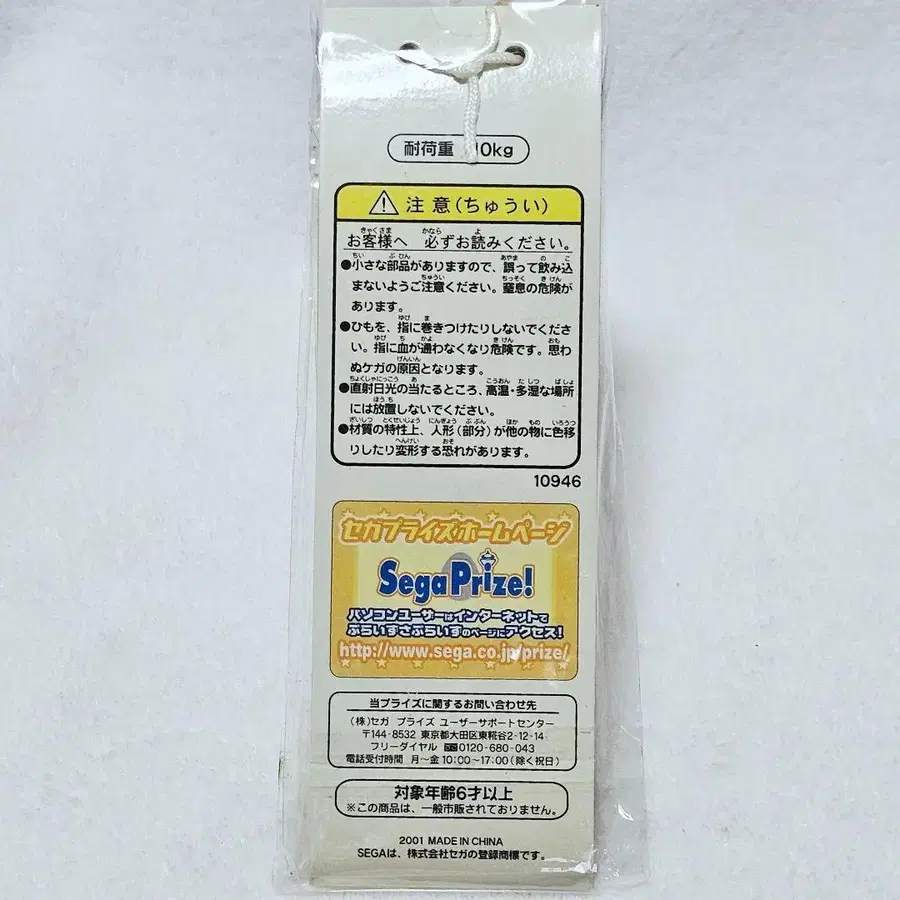 耐荷重 10kg
注意(ちゅうい)
お客様へ 必ずお読みください。
●小さな部品がありますので、誤って飲み込
まないようご注意ください。窒息の危険が
あります。
●ひもを、指に巻きつけたりしないでくださ
い。指に血が通わなくなり危険です。思わ
ぬケガの原因となります。
●直射日光の当たるところ、高温・多湿な場所
には放置しないでください。
●材質の特性上、人形(部分)が他の物に色移
りしたり変形する恐れがあります。
10946
セガプライズホームページ
SegaPrize!
パソコンユーザーはインターネットで
ぷらいずさぷらいずのページにアクセス!
http://www.sega.co.jp/prize/
当プライズに関するお問い合わせ先
(株)セガ プライズ ユーザーサポートセンター
〒144-8532 東京都大田区東糀谷2-12-14
フリーダイヤル 0120-680-043
電話受付時間 月〜金 10:00〜17:00(除く祝日)
対象年齢6才以上
※この商品は、一般市販されておりません。
2001 MADE IN CHINA
SEGAは、株式会社セガの登録商標です。